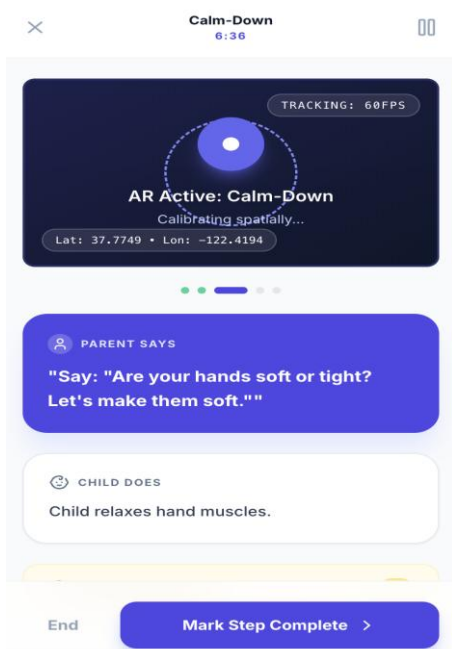 Calm-Down
6:36
TRACKING: 60FPS
AR Active: Calm-Down
Calibrating spatially...
Lat: 37.7749 • Lon: −122.4194
PARENT SAYS
"Say: "Are your hands soft or tight?
Let's make them soft.""
CHILD DOES
Child relaxes hand muscles.
End
Mark Step Complete >